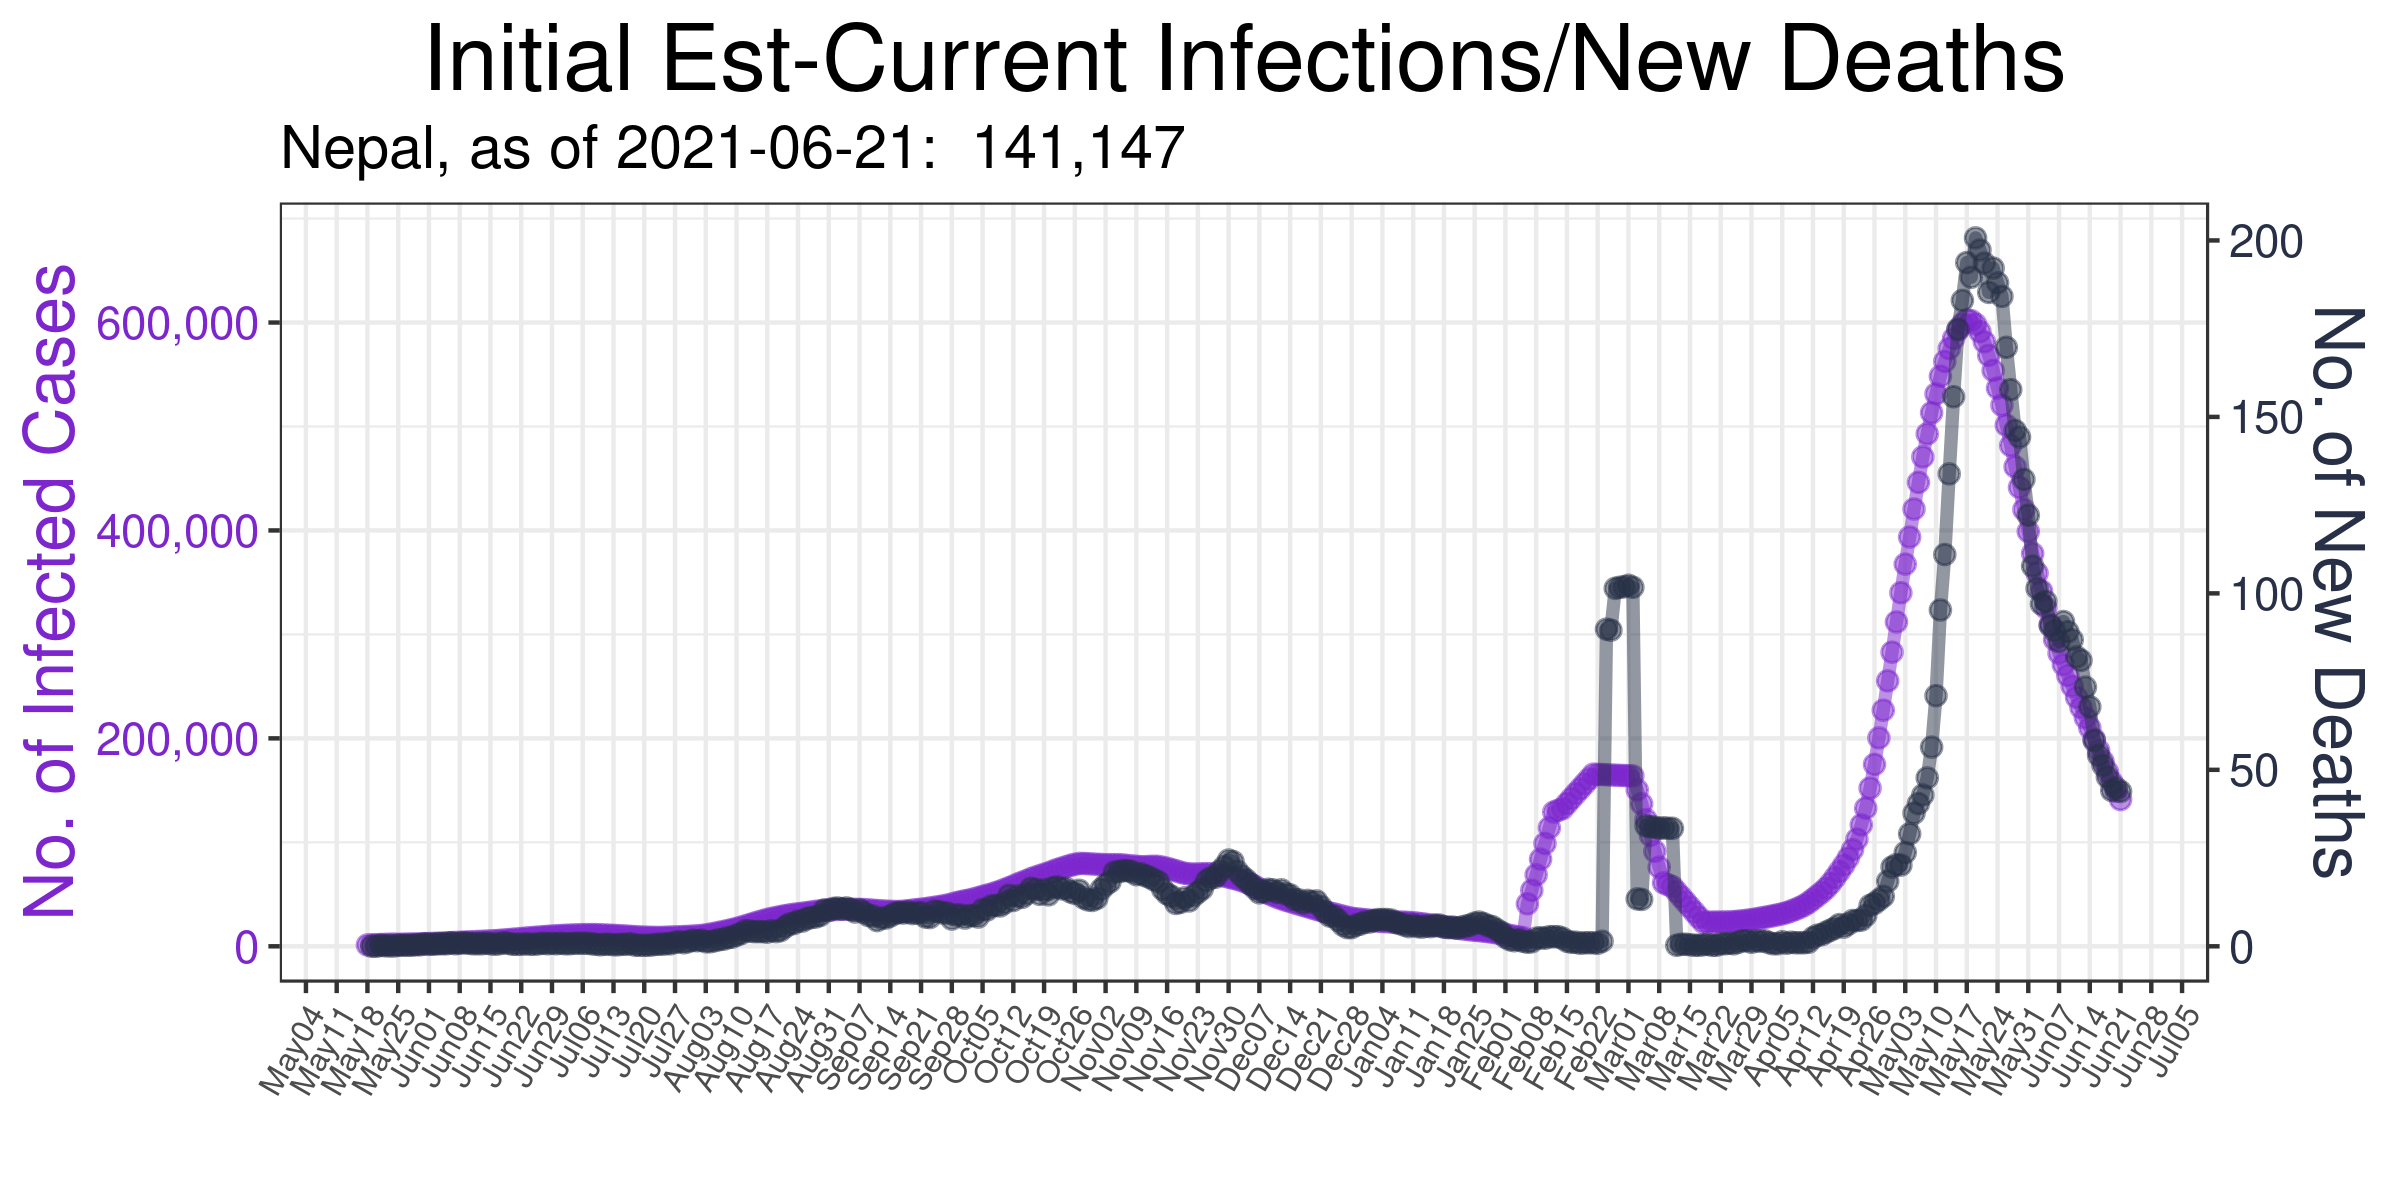 Initial Est-Current Infections/New Deaths
Nepal, as of 2021-06-21:  141,147
No. of Infected Cases
600,000
400,000
200,000
0
200
150
100
50
0
No. of New Deaths
May04
May11
May18
May25
Jun01
Jun08
Jun15
Jun22
Jun29
Jul06
Jul13
Jul20
Jul27
Aug03
Aug10
Aug17
Aug24
Aug31
Sep07
Sep14
Sep21
Sep28
Oct05
Oct12
Oct19
Oct26
Nov02
Nov09
Nov16
Nov23
Nov30
Dec07
Dec14
Dec21
Dec28
Jan04
Jan11
Jan18
Jan25
Feb01
Feb08
Feb15
Feb22
Mar01
Mar08
Mar15
Mar22
Mar29
Apr05
Apr12
Apr19
Apr26
May03
May10
May17
May24
May31
Jun07
Jun14
Jun21
Jun28
Jul05